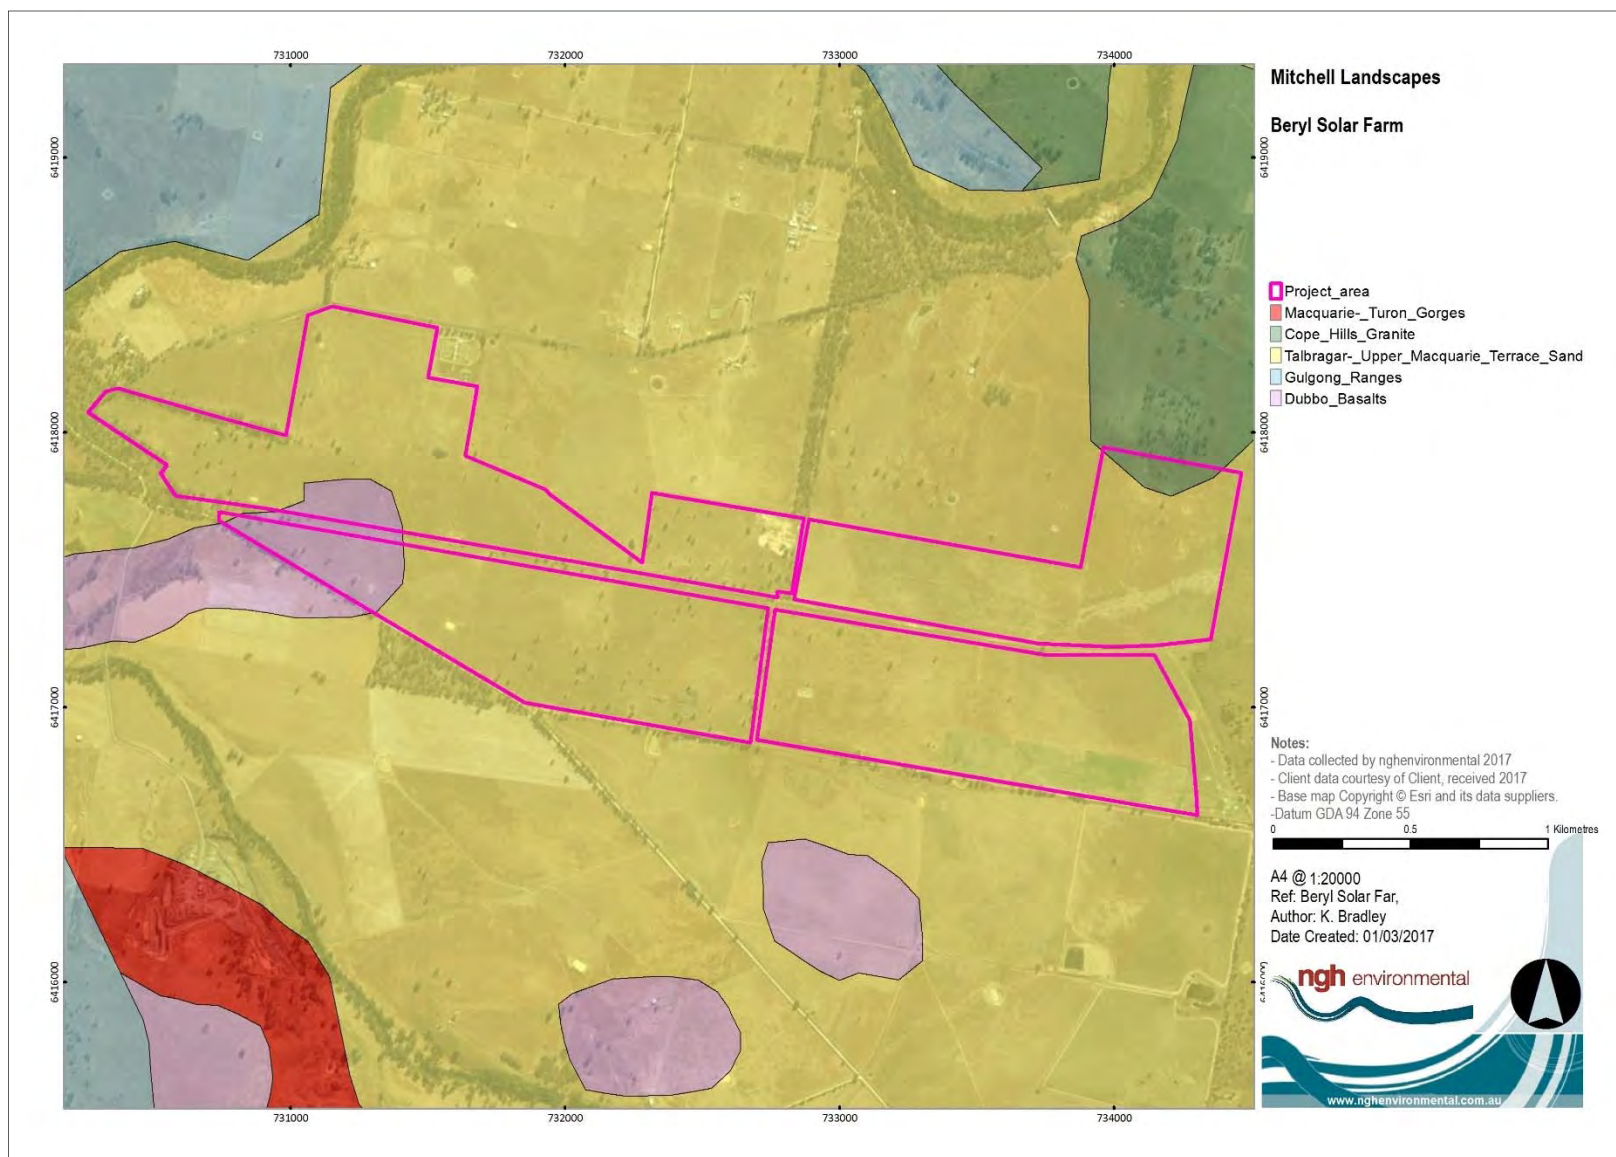 731000
732000
733000
734000
Mitchell Landscapes
Beryl Solar Farm
6419000
6419000
Project_area
Macquarie-_Turon_Gorges
Cope_Hills_Granite
Talbragar-_Upper_Macquarie_Terrace_Sand
Gulgong_Ranges
Dubbo_Basalts
6418000
6418000
6417000
6417000
Notes:
- Data collected by nghenvironmental 2017
- Client data courtesy of Client, received 2017
- Base map Copyright © Esri and its data suppliers.
-Datum GDA 94 Zone 55
0 0.5 1 Kilometres
A4 @ 1:20000
Ref: Beryl Solar Far,
Author: K. Bradley
Date Created: 01/03/2017
6416000
6416000
ngh environmental
www.nghenvironmental.com.au
731000
732000
733000
734000